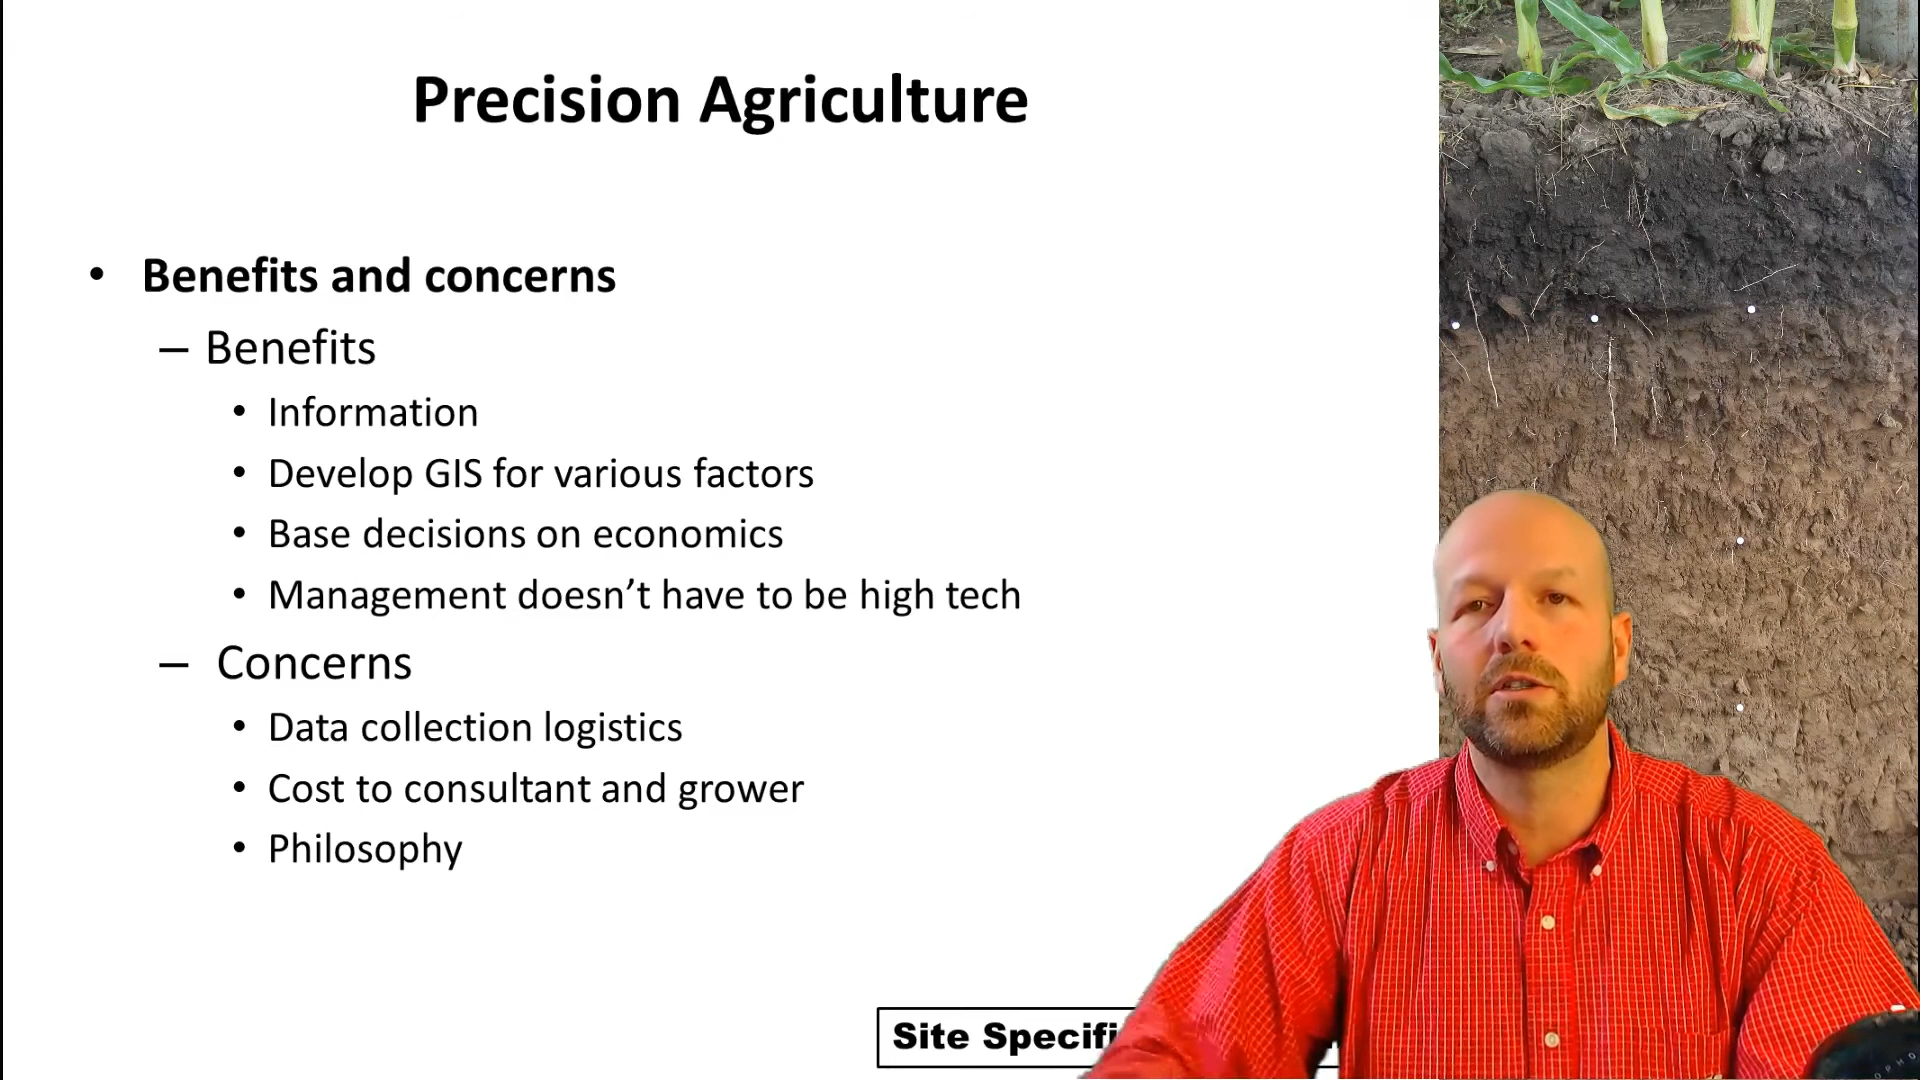 Precision Agriculture
• Benefits and concerns
– Benefits
• Information
• Develop GIS for various factors
• Base decisions on economics
• Management doesn’t have to be high tech
– Concerns
• Data collection logistics
• Cost to consultant and grower
• Philosophy
Site